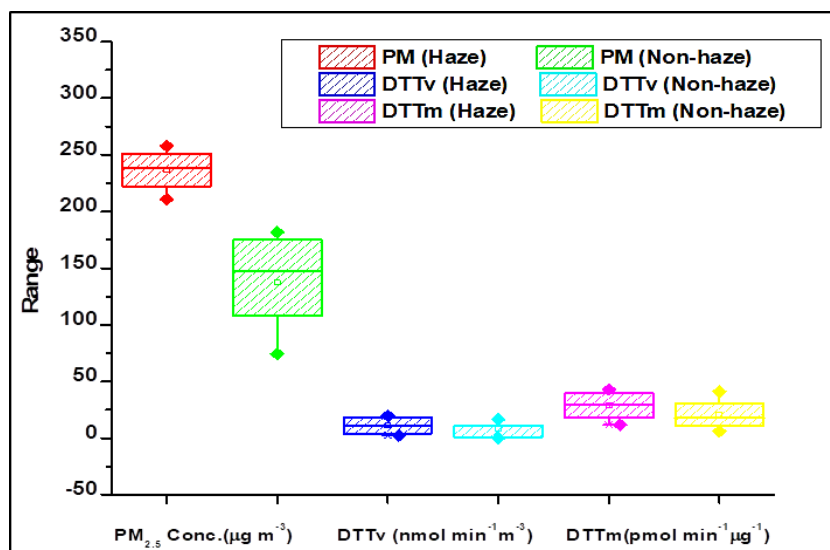 350
300
250
200
150
100
50
0
-50
Range
PM (Haze) PM (Non-haze)
DTTv (Haze) DTTv (Non-haze)
DTTm (Haze) DTTm (Non-haze)
PM₂.₅ Conc.(µg m⁻³) DTTv (nmol min⁻¹m⁻³) DTTm(pmol min⁻¹µg⁻¹)